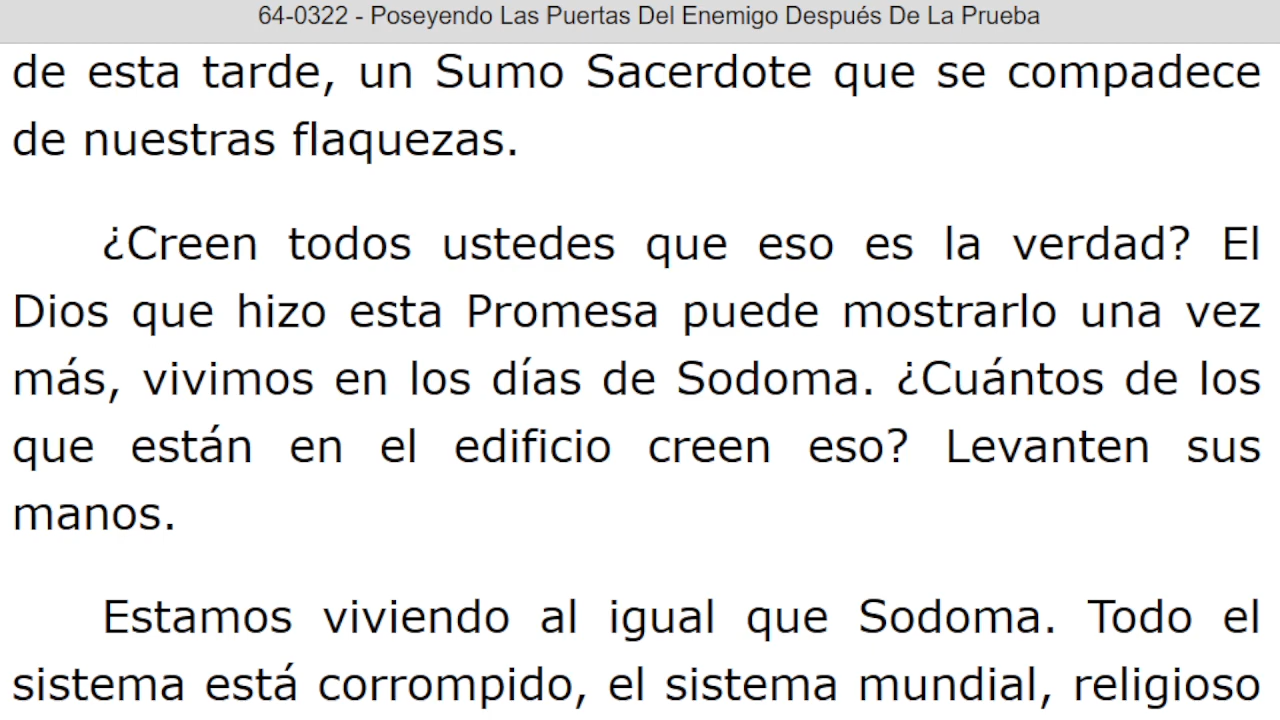 64-0322 - Poseyendo Las Puertas Del Enemigo Después De La Prueba
de esta tarde, un Sumo Sacerdote que se compadece
de nuestras flaquezas.
¿Creen todos ustedes que eso es la verdad? El
Dios que hizo esta Promesa puede mostrarlo una vez
más, vivimos en los días de Sodoma. ¿Cuántos de los
que están en el edificio creen eso? Levanten sus
manos.
Estamos viviendo al igual que Sodoma. Todo el
sistema está corrompido, el sistema mundial, religioso